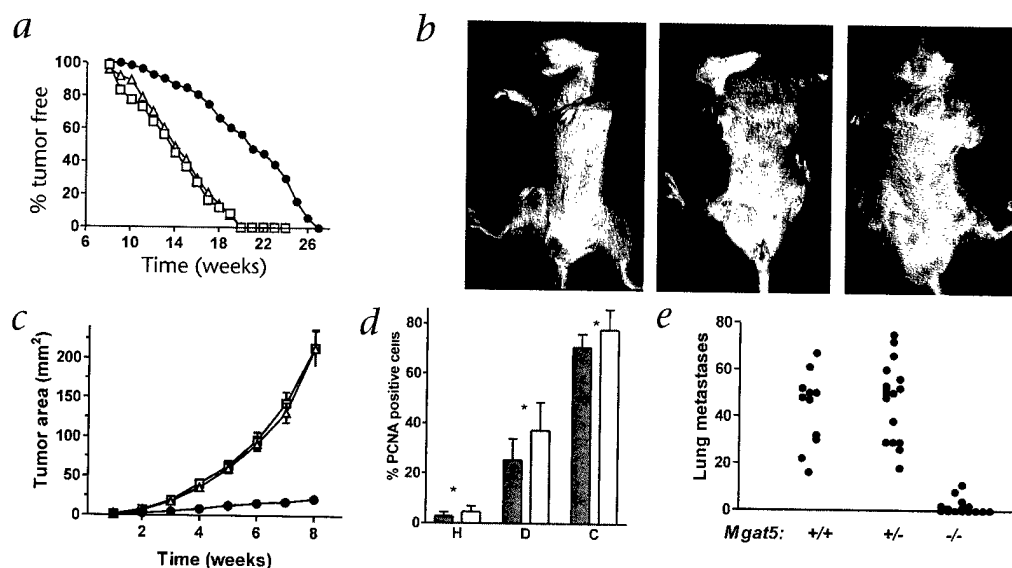 a
% tumor free
100
80
60
40
20
0
6 10 14 18 22 26
Time (weeks)
b
c
Tumor area (mm²)
200
150
100
50
0
2 4 6 8
Time (weeks)
d
% PCNA positive cells
80
60
40
20
0
* * *
H D C
e
Lung metastases
80
60
40
20
0
Mgat5: +/+ +/- -/-